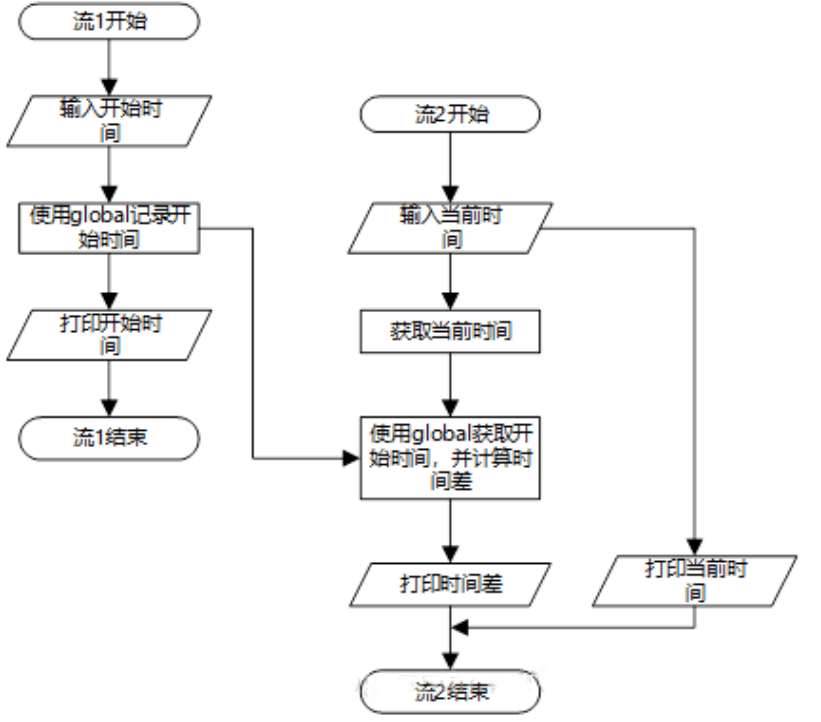 流1开始
输入开始时
间
使用global记录开
始时间
打印开始时
间
流1结束
流2开始
输入当前时
间
获取当前时间
使用global获取开
始时间，并计算时
间差
打印时间差
打印当前时
间
流2结束